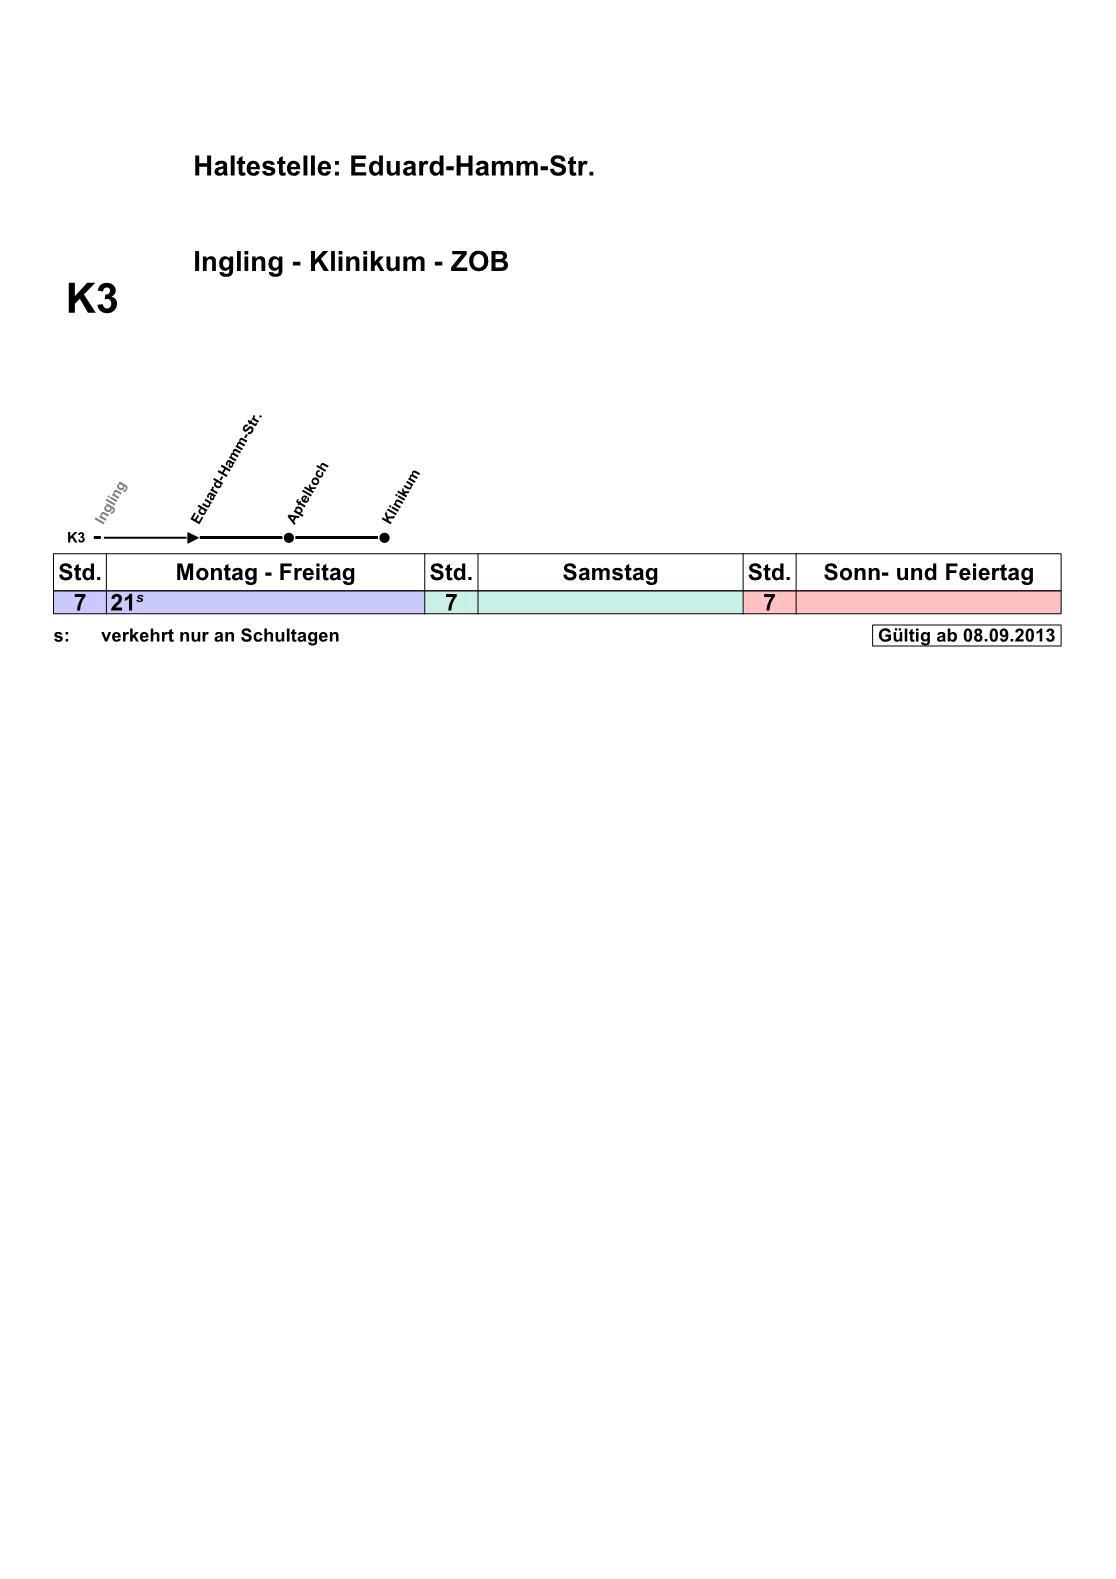 Haltestelle: Eduard-Hamm-Str.
Ingling - Klinikum - ZOB
K3
Ingling
Eduard-Hamm-Str.
Apfelkoch
Klinikum
K3
Std. Montag - Freitag Std. Samstag Std. Sonn- und Feiertag
7 21s 7 7
s: verkehrt nur an Schultagen
Gültig ab 08.09.2013